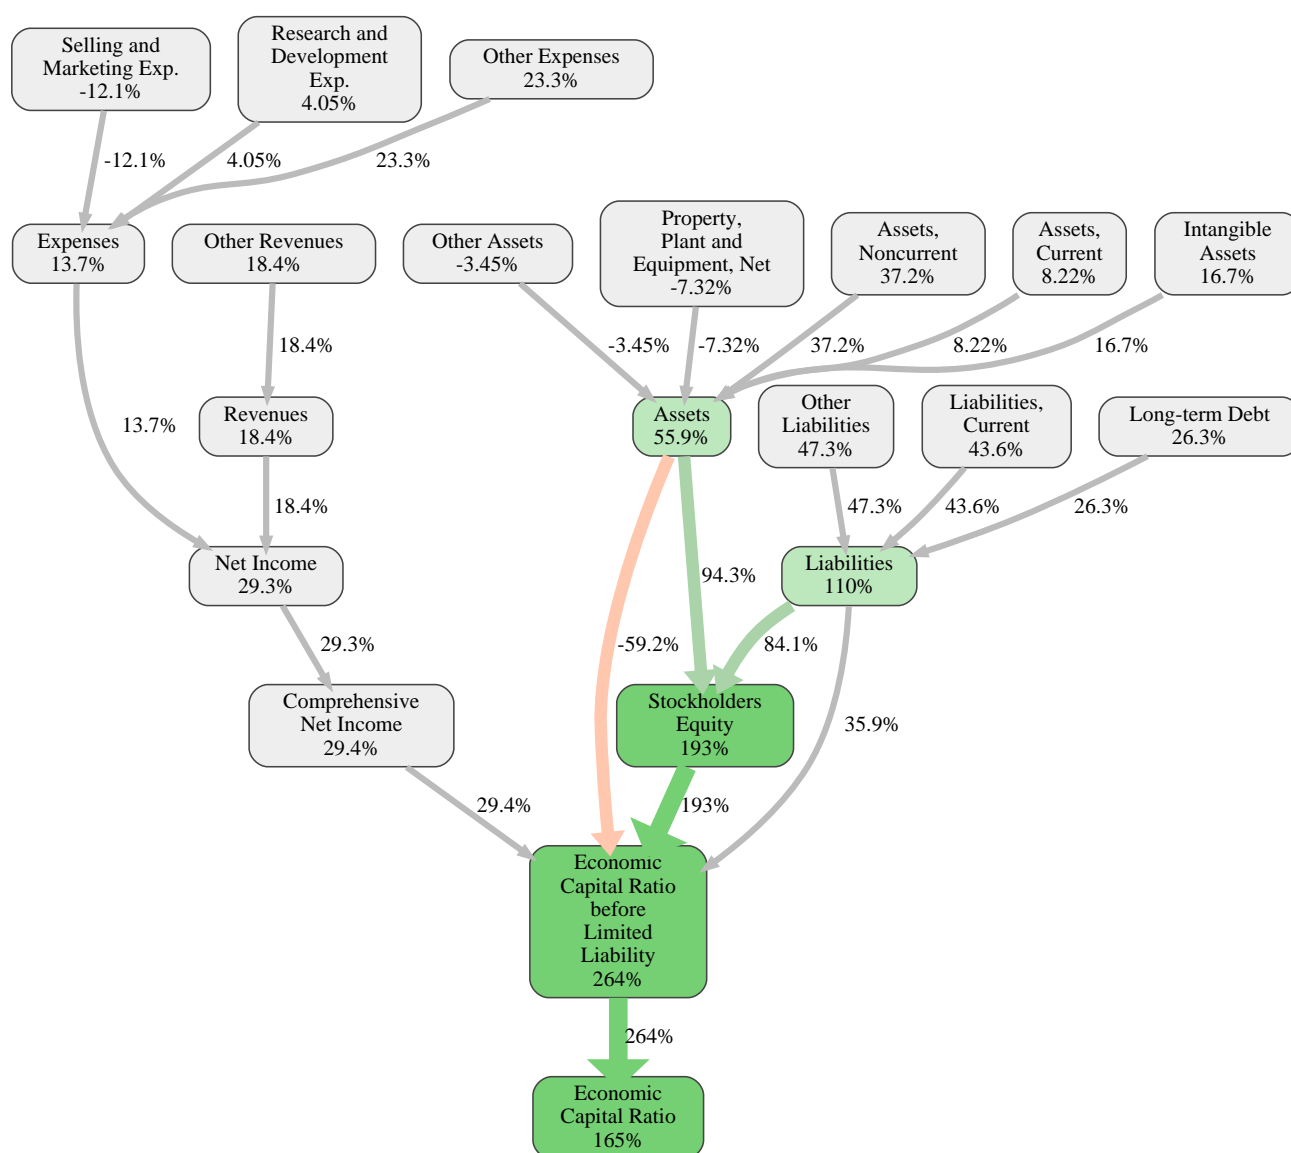 Selling and
Marketing Exp.
-12.1%
Research and
Development
Exp.
4.05%
Other Expenses
23.3%
-12.1%
4.05%
23.3%
Expenses
13.7%
Other Revenues
18.4%
Other Assets
-3.45%
Property,
Plant and
Equipment, Net
-7.32%
Assets,
Noncurrent
37.2%
Assets,
Current
8.22%
Intangible
Assets
16.7%
18.4%
-3.45%
-7.32%
37.2%
8.22%
16.7%
13.7%
Revenues
18.4%
Assets
55.9%
Other
Liabilities
47.3%
Liabilities,
Current
43.6%
Long-term Debt
26.3%
18.4%
47.3%
43.6%
26.3%
Net Income
29.3%
94.3%
Liabilities
110%
29.3%
-59.2%
84.1%
Comprehensive
Net Income
29.4%
Stockholders
Equity
193%
35.9%
29.4%
193%
Economic
Capital Ratio
before
Limited
Liability
264%
264%
Economic
Capital Ratio
165%